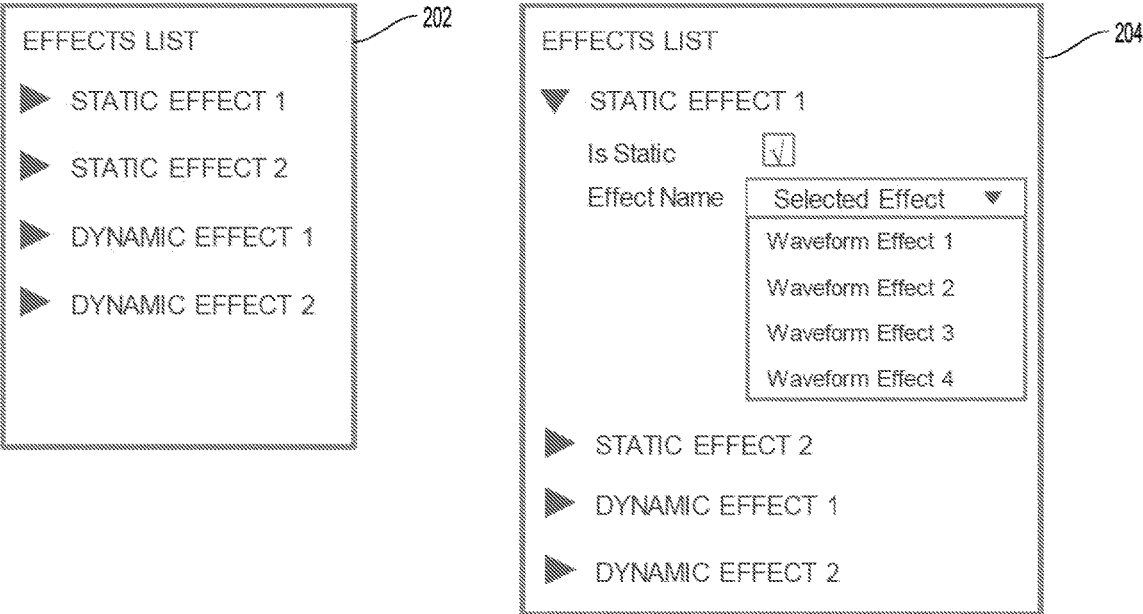 202
EFFECTS LIST
STATIC EFFECT 1
STATIC EFFECT 2
DYNAMIC EFFECT 1
DYNAMIC EFFECT 2
204
EFFECTS LIST
STATIC EFFECT 1
Is Static √
Effect Name Selected Effect
Waveform Effect 1
Waveform Effect 2
Waveform Effect 3
Waveform Effect 4
STATIC EFFECT 2
DYNAMIC EFFECT 1
DYNAMIC EFFECT 2